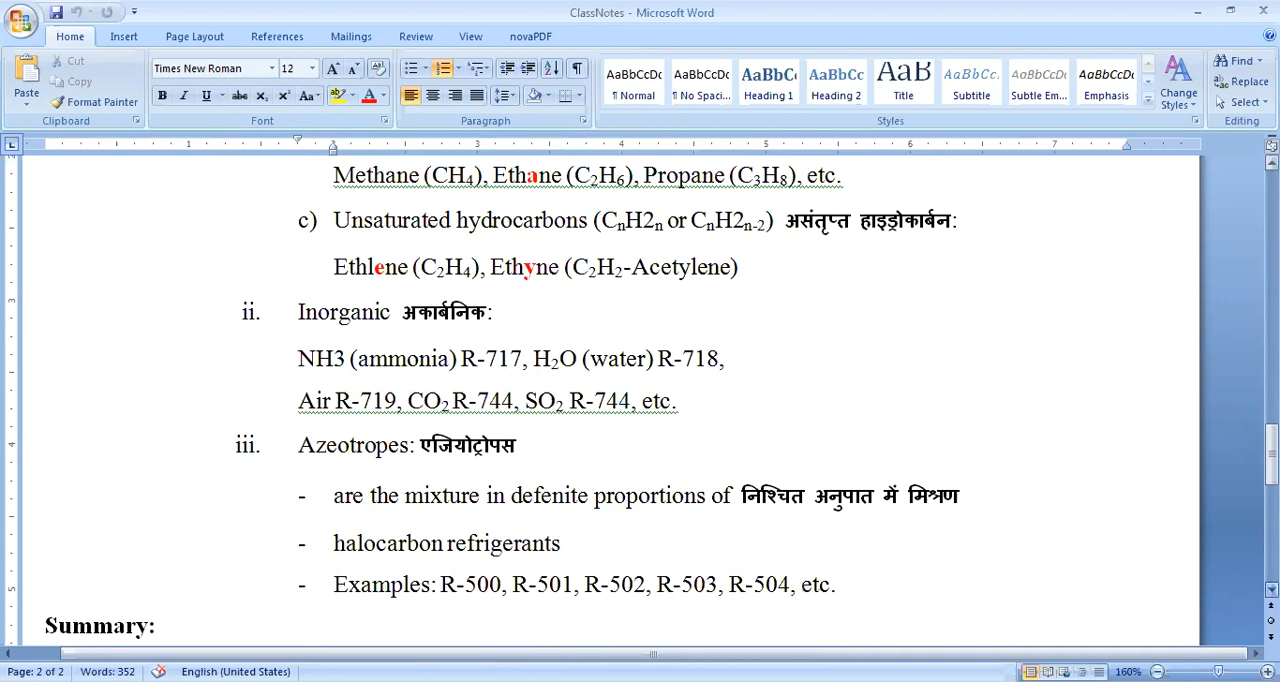 ClassNotes - Microsoft Word
Home Insert Page Layout References Mailings Review View novaPDF
Paste Cut Copy Format Painter Clipboard
Times New Roman 12 Font
Paragraph
AaBbCcDc ¶ Normal AaBbCcDc ¶ No Spaci... AaBbC Heading 1 AaBbCc Heading 2 AaB Title AaBbCc. Subtitle AaBbCcDc Subtle Em... AaBbCcDc Emphasis Change Styles Styles
Find Replace Select Editing
1 3 4 5 6 7
Methane (CH₄), Ethane (C₂H₆), Propane (C₃H₈), etc.
c) Unsaturated hydrocarbons (CₙH2ₙ or CₙH2ₙ₋₂) असंतृप्त हाइड्रोकार्बन:
Ethlene (C₂H₄), Ethyne (C₂H₂-Acetylene)
ii. Inorganic अकार्बनिक:
NH3 (ammonia) R-717, H₂O (water) R-718,
Air R-719, CO₂ R-744, SO₂ R-744, etc.
iii. Azeotropes: एजियोट्रोपस
- are the mixture in defenite proportions of निश्चित अनुपात में मिश्रण
- halocarbon refrigerants
- Examples: R-500, R-501, R-502, R-503, R-504, etc.
Summary:
Page: 2 of 2 Words: 352 English (United States) 160%